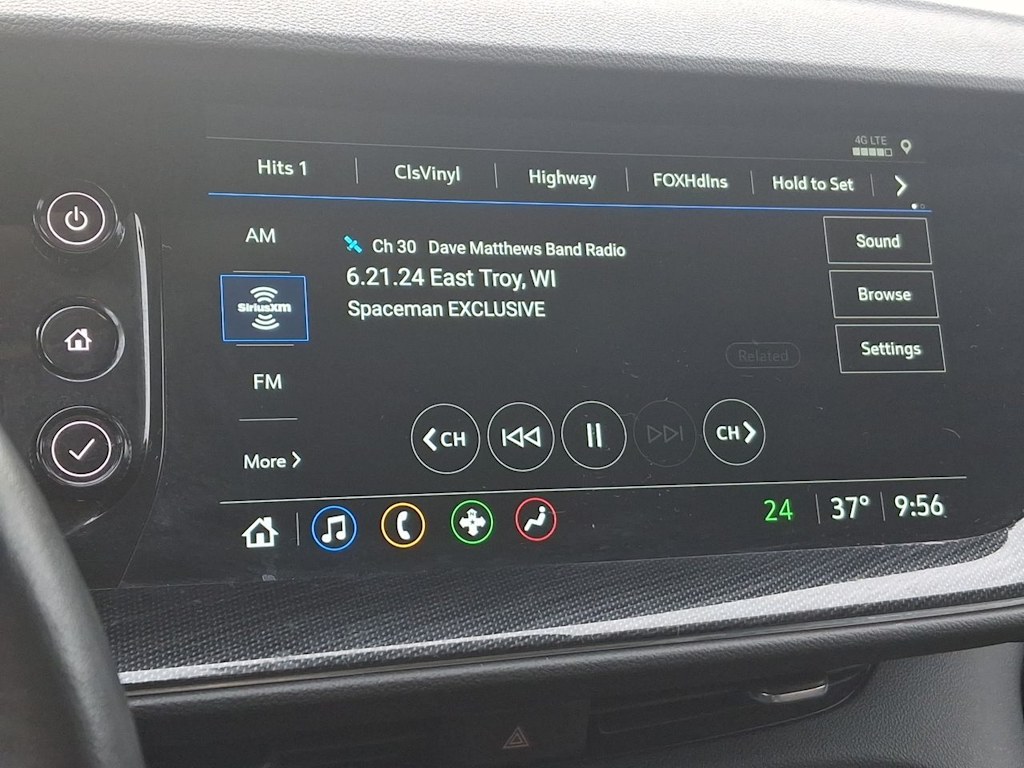 4G LTE
Hits 1 ClsVinyl Highway FOXHdlns Hold to Set
AM
SiriusXM
FM
More
Ch 30 Dave Matthews Band Radio
6.21.24 East Troy, WI
Spaceman EXCLUSIVE
Sound
Browse
Settings
Related
CH
CH
24 37° 9:56